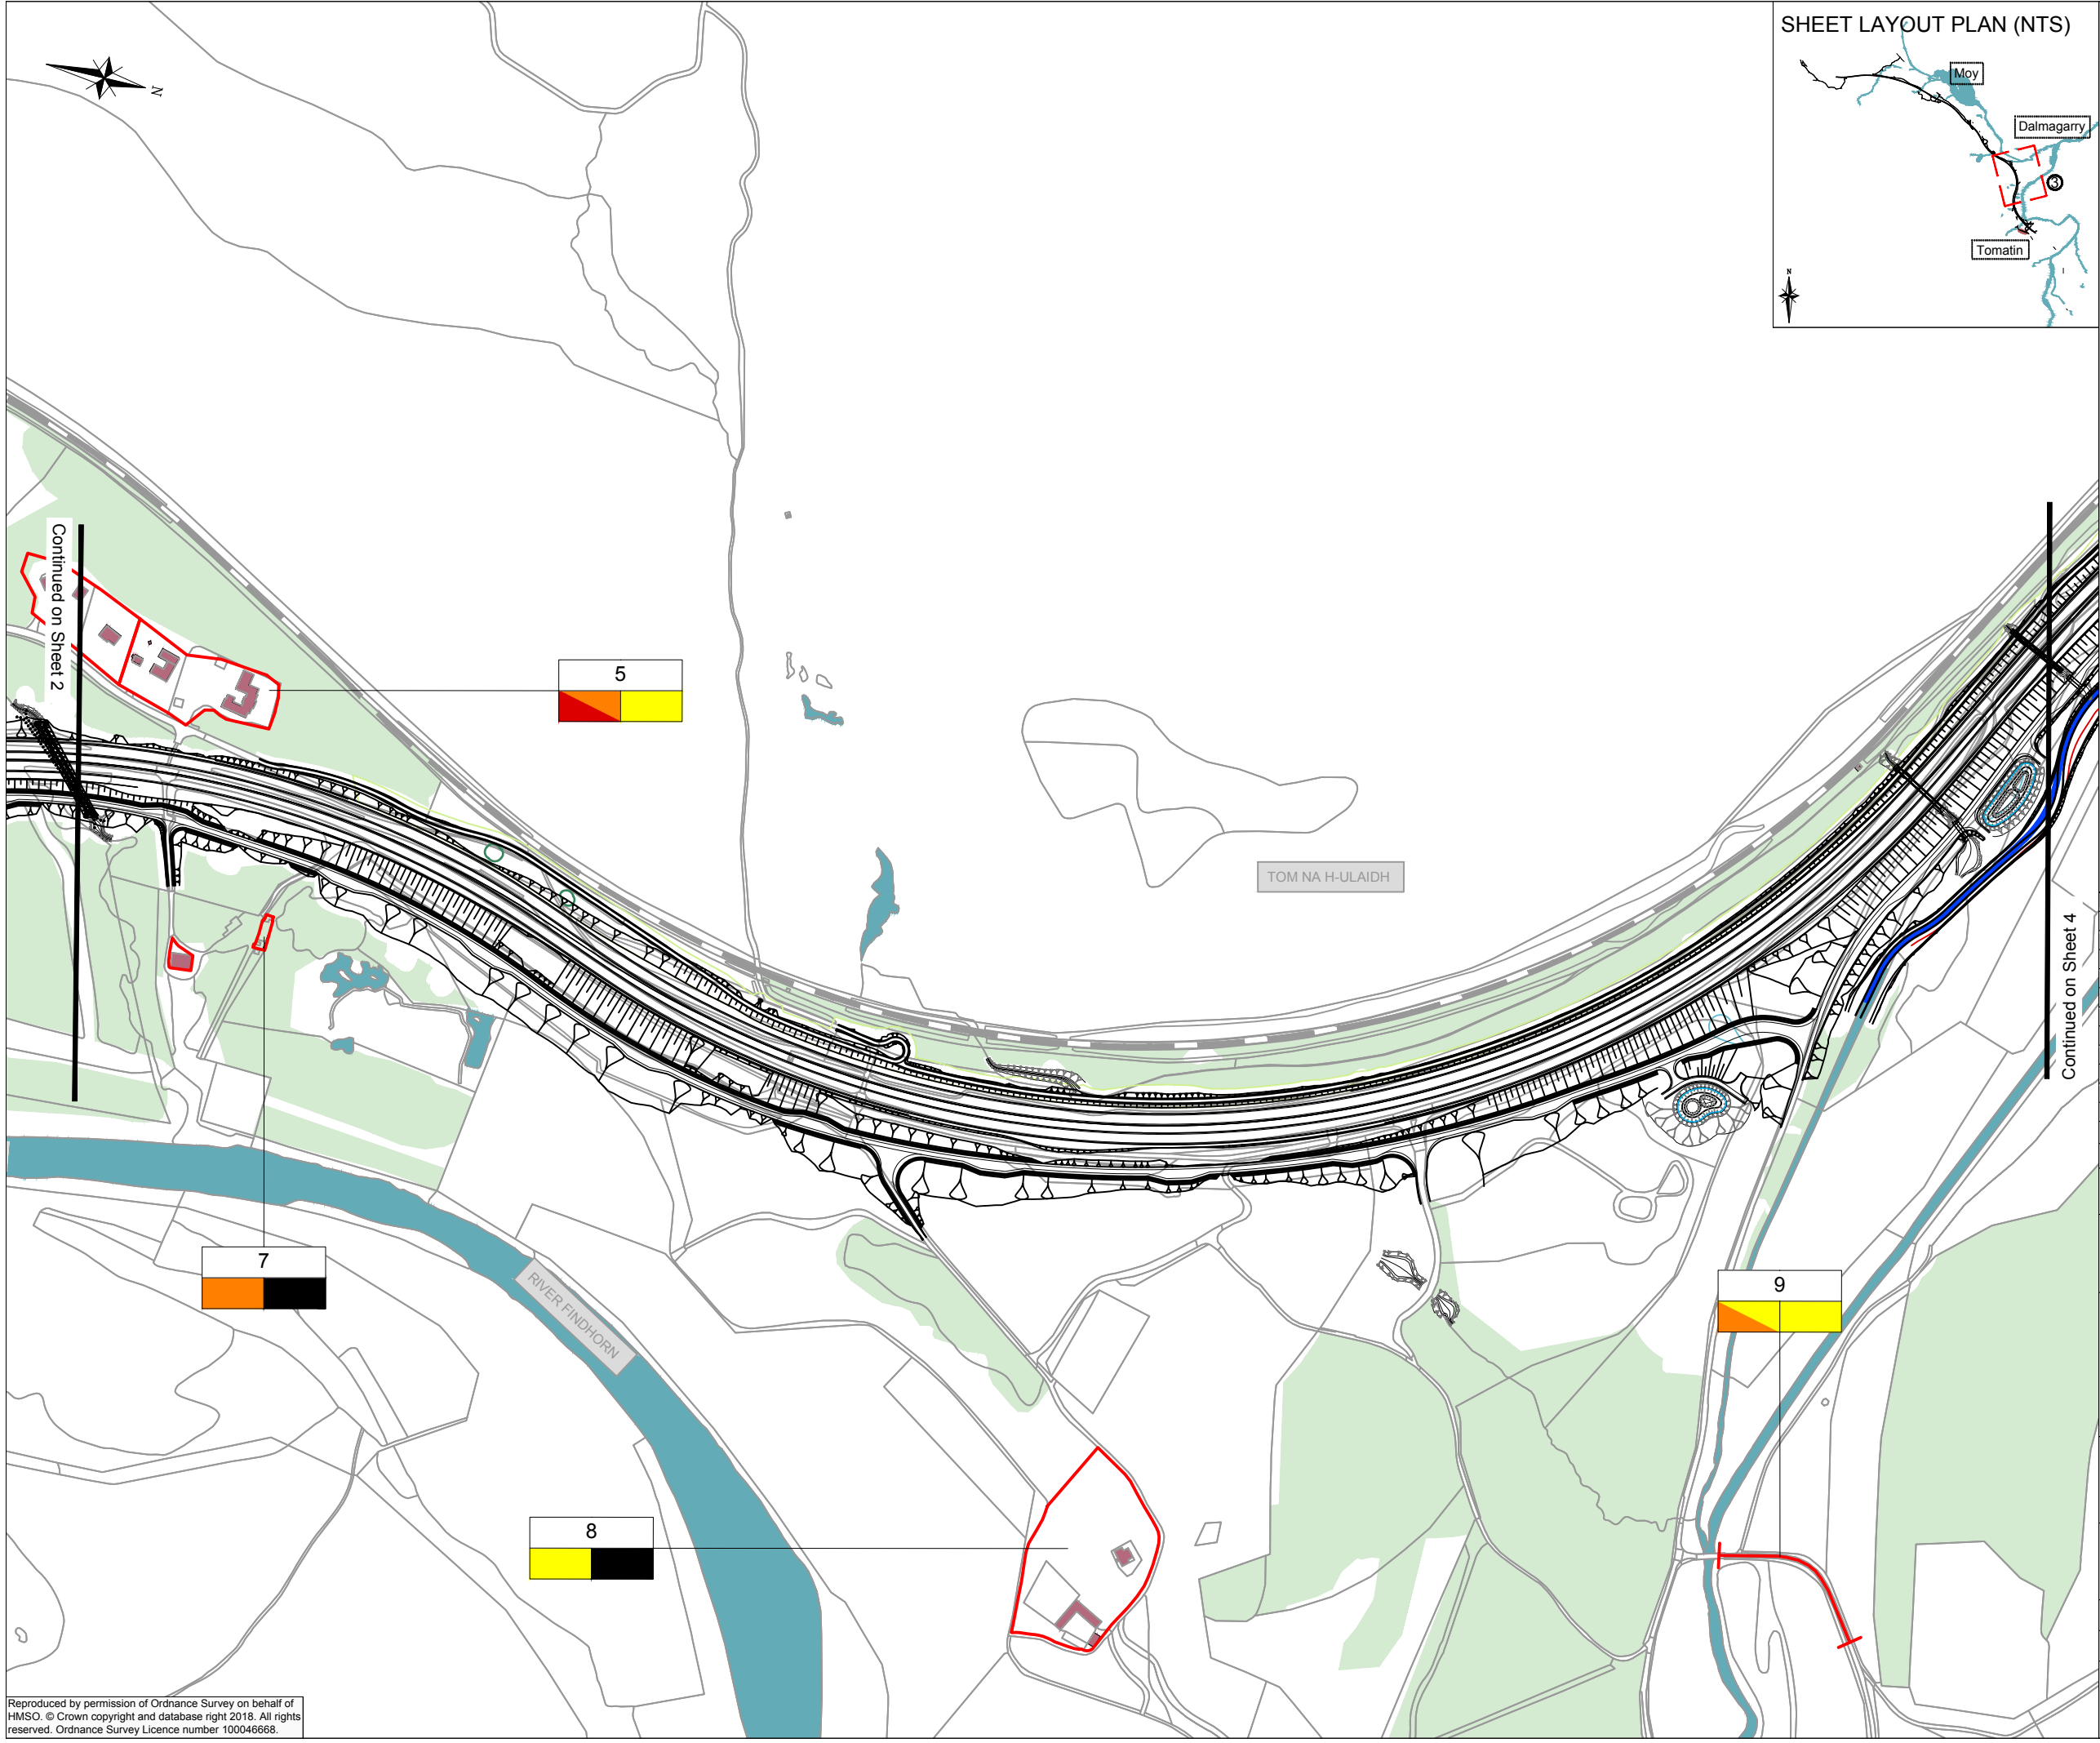 SHEET LAYOUT PLAN (NTS)
Moy
Dalmagarry
3
Tomatin
N
N
Continued on Sheet 2
5
TOM NA H-ULAIDH
Continued on Sheet 4
7
RIVER FINDHORN
9
8
Reproduced by permission of Ordnance Survey on behalf of
HMSO. © Crown copyright and database right 2018. All rights
reserved. Ordnance Survey Licence number 100046668.